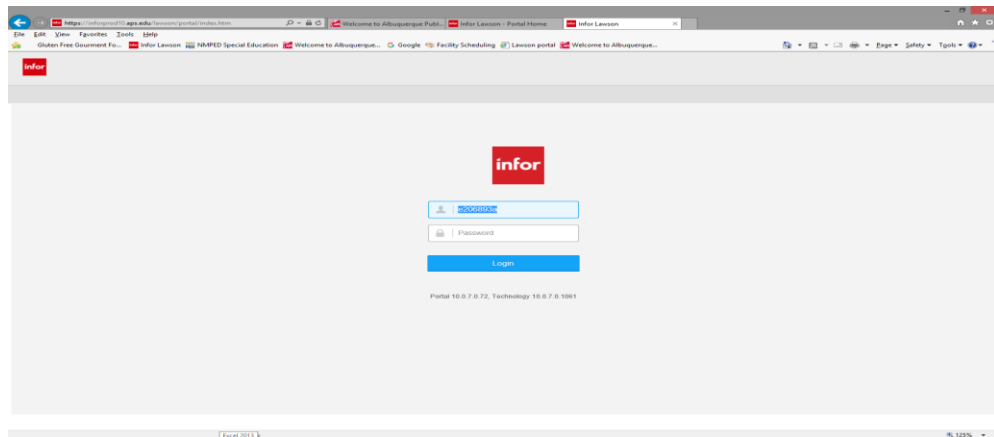 https://inforprod10.aps.edu/lawson/portal/index.htm
Welcome to Albuquerque Publ... Infor Lawson - Portal Home Infor Lawson
File Edit View Favorites Tools Help
Gluten Free Gourment Fo... Infor Lawson NMPED Special Education Welcome to Albuquerque... Google Facility Scheduling Lawson portal Welcome to Albuquerque...
Page Safety Tools
infor
infor
e206893a
Password
Login
Portal 10.0.7.0.72, Technology 10.0.7.0.1061
Excel 2013
125%